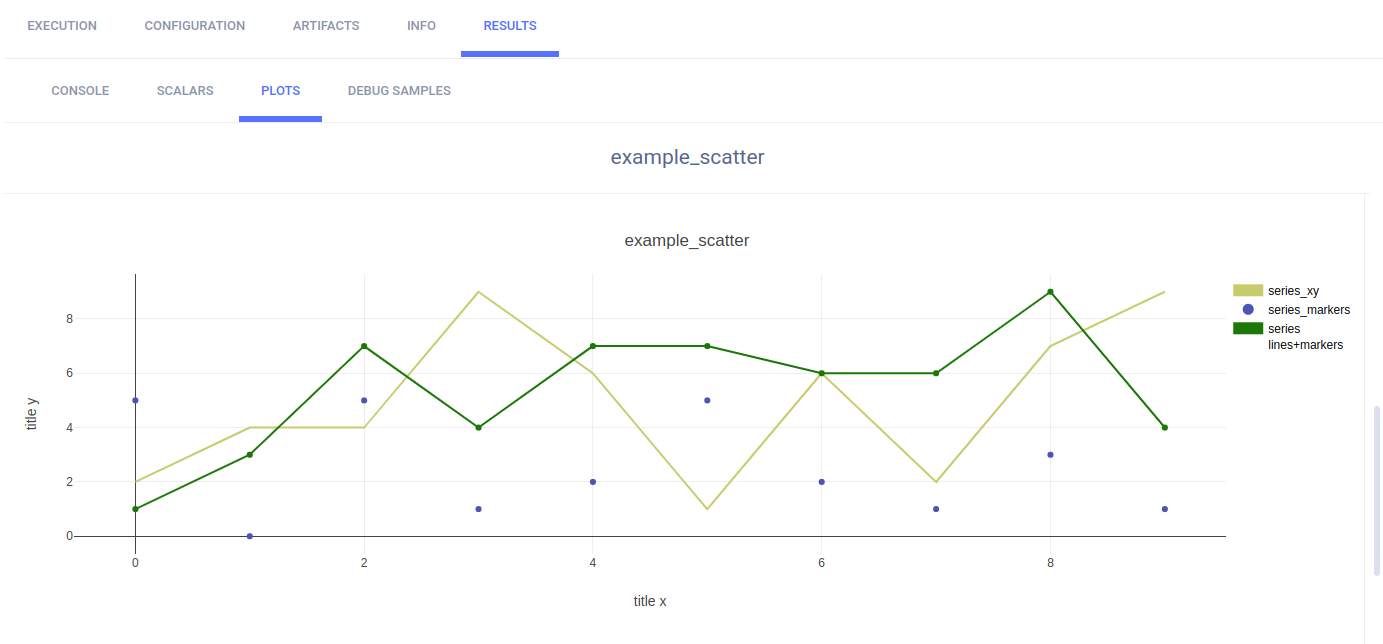 EXECUTION CONFIGURATION ARTIFACTS INFO RESULTS
CONSOLE SCALARS PLOTS DEBUG SAMPLES
example_scatter
example_scatter
series_xy
series_markers
series
lines+markers
8
6
4
2
0
title y
0 2 4 6 8
title x